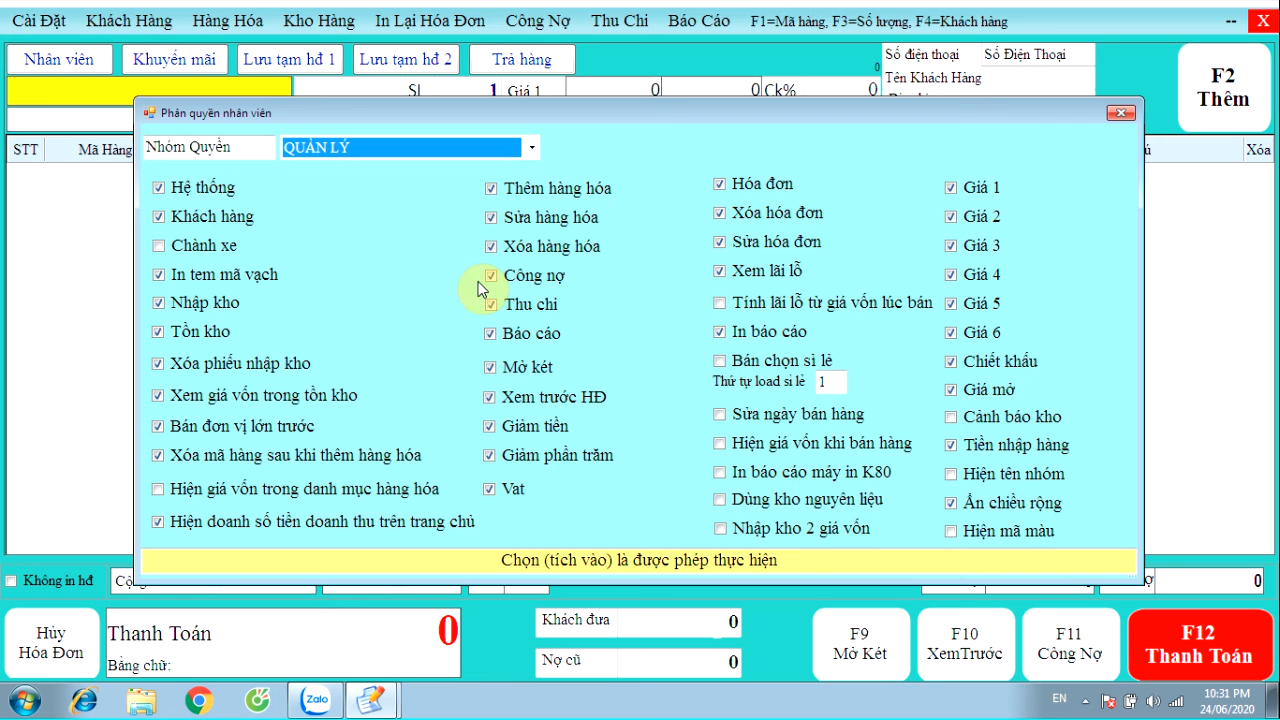 Cài Đặt Khách Hàng Hàng Hóa Kho Hàng In Lại Hóa Đơn Công Nợ Thu Chi Báo Cáo F1=Mã hàng, F3=Số lượng, F4=Khách hàng -- X
Nhân viên Khuyến mãi Lưu tạm hđ 1 Lưu tạm hđ 2 Trả hàng 0 Số điện thoại Số Điện Thoại
Tên Khách Hàng
F2
Thêm
Sl 1 Giá 1 0 0 Ck% 0
Phân quyền nhân viên
STT Mã Hàng Xóa
Nhóm Quyền QUẢN LÝ
Hệ thống Thêm hàng hóa Hóa đơn Giá 1
Khách hàng Sửa hàng hóa Xóa hóa đơn Giá 2
Chành xe Xóa hàng hóa Sửa hóa đơn Giá 3
In tem mã vạch Công nợ Xem lãi lỗ Giá 4
Nhập kho Thu chi Tính lãi lỗ từ giá vốn lúc bán Giá 5
Tồn kho Báo cáo In báo cáo Giá 6
Xóa phiếu nhập kho Mở két Bán chọn sỉ lẻ Chiết khấu
Thứ tự load sỉ lẻ 1 Giá mở
Xem giá vốn trong tồn kho Xem trước HĐ Sửa ngày bán hàng Cảnh báo kho
Bán đơn vị lớn trước Giảm tiền Hiện giá vốn khi bán hàng Tiền nhập hàng
Xóa mã hàng sau khi thêm hàng hóa Giảm phần trăm In báo cáo máy in K80 Hiện tên nhóm
Hiện giá vốn trong danh mục hàng hóa Vat Dùng kho nguyên liệu Ẩn chiều rộng
Hiện doanh số tiền doanh thu trên trang chủ Nhập kho 2 giá vốn Hiện mã màu
Chọn (tích vào) là được phép thực hiện
Không in hđ 0
Hủy
Hóa Đơn
Thanh Toán 0
Bằng chữ:
Khách đưa 0
Nợ cũ 0
F9
Mở Két
F10
XemTrước
F11
Công Nợ
F12
Thanh Toán
Zalo EN 10:31 PM
24/06/2020